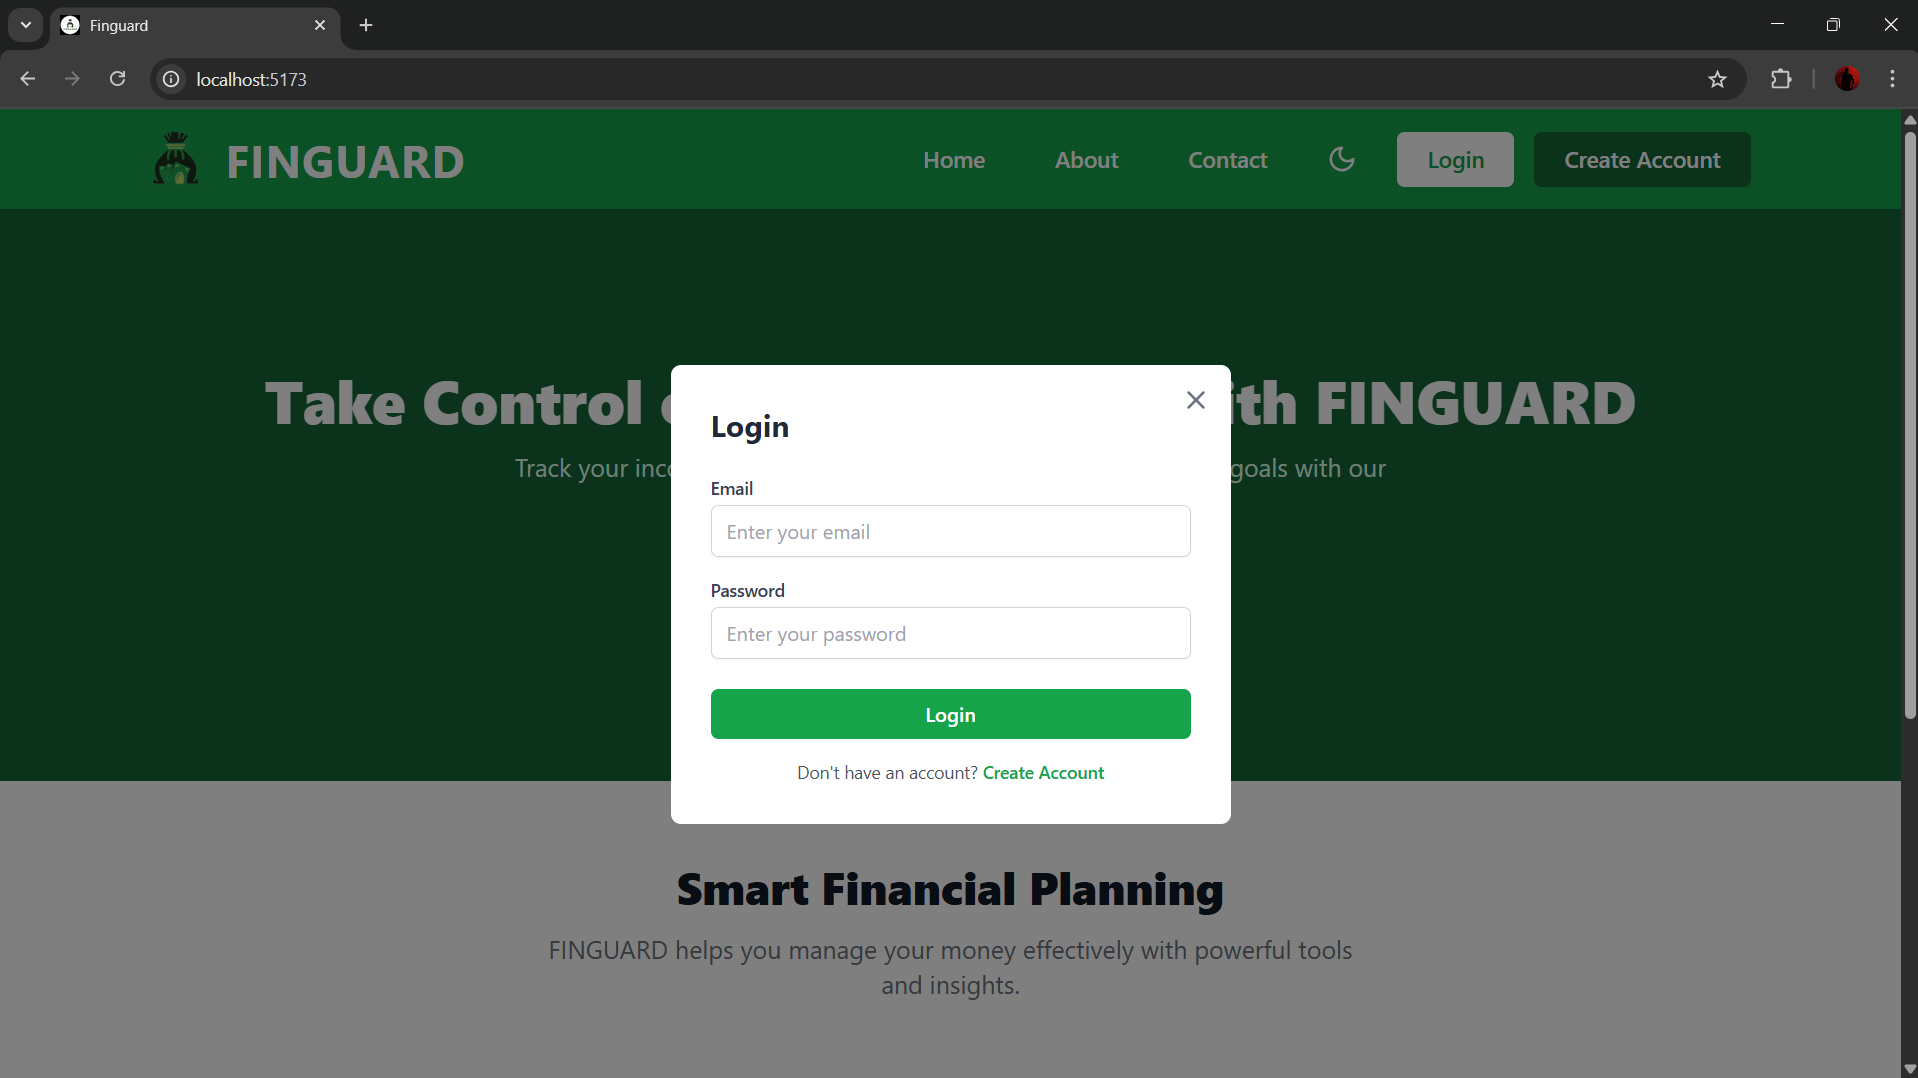 Finguard
localhost:5173
FINGUARD
Home About Contact Login Create Account
Take Control ith FINGUARD
Track your inc goals with our
Login
Email
Enter your email
Password
Enter your password
Login
Don't have an account? Create Account
Smart Financial Planning
FINGUARD helps you manage your money effectively with powerful tools
and insights.